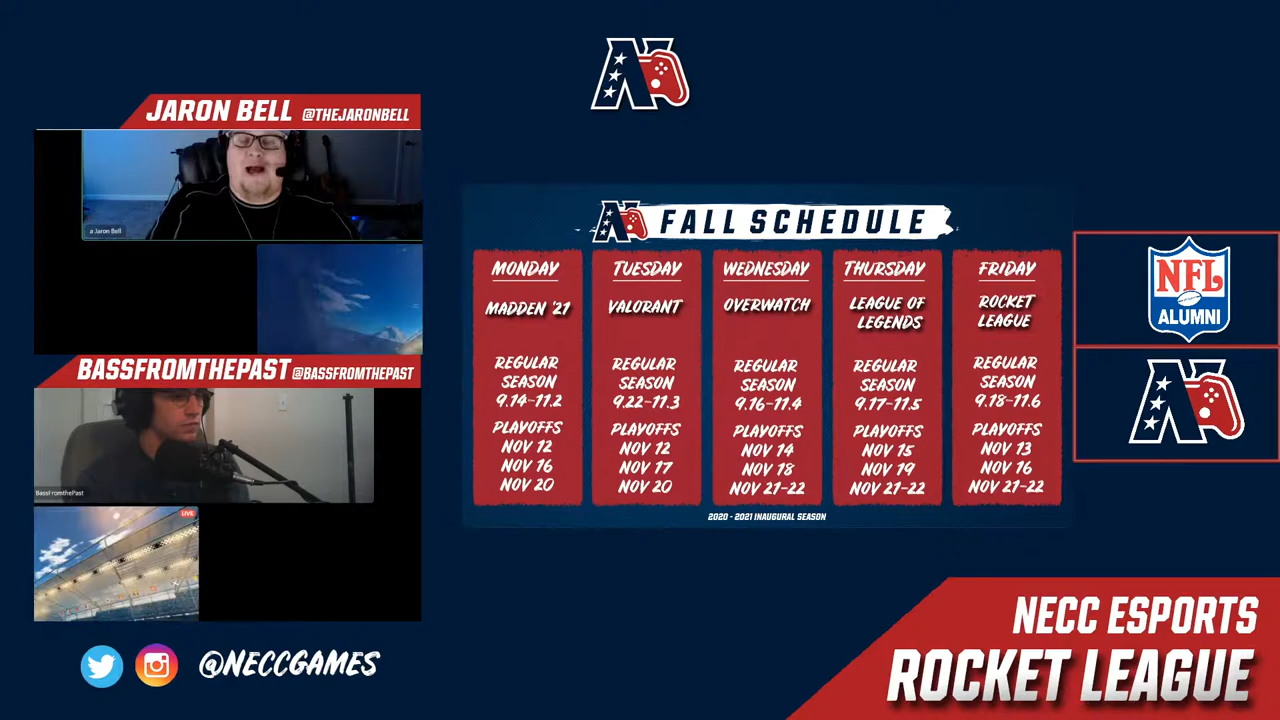 JARON BELL @THEJARONBELL
a Jaron Bell
BASSFROMTHEPAST @BASSFROMTHEPAST
BassFromthePast
LIVE
@NECCGAMES
FALL SCHEDULE
MONDAY
MADDEN '21
REGULAR
SEASON
9.14-11.2
PLAYOFFS
NOV 12
NOV 16
NOV 20
TUESDAY
VALORANT
REGULAR
SEASON
9.22-11.3
PLAYOFFS
NOV 12
NOV 17
NOV 20
WEDNESDAY
OVERWATCH
REGULAR
SEASON
9.16-11.4
PLAYOFFS
NOV 14
NOV 18
NOV 21-22
THURSDAY
LEAGUE OF
LEGENDS
REGULAR
SEASON
9.17-11.5
PLAYOFFS
NOV 15
NOV 19
NOV 21-22
FRIDAY
ROCKET
LEAGUE
REGULAR
SEASON
9.18-11.6
PLAYOFFS
NOV 13
NOV 16
NOV 21-22
2020 - 2021 INAUGURAL SEASON
NFL
ALUMNI
NECC ESPORTS
ROCKET LEAGUE